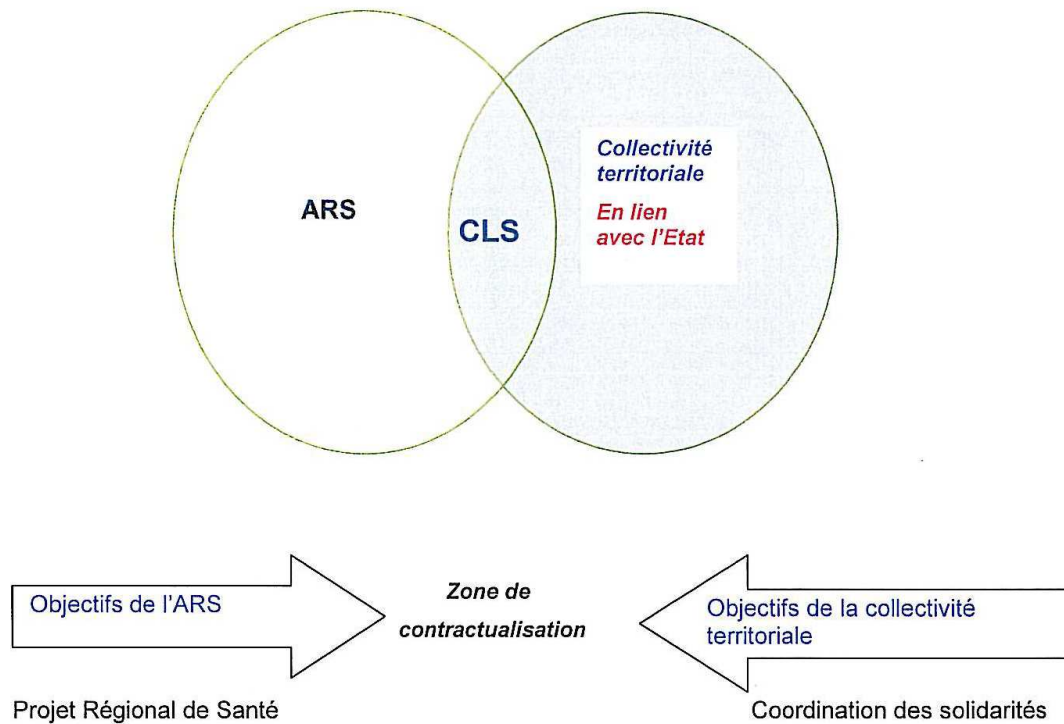 ARS
CLS
Collectivité
territoriale
En lien
avec l'Etat
Objectifs de l'ARS
Zone de
contractualisation
Objectifs de la collectivité
territoriale
Projet Régional de Santé
Coordination des solidarités